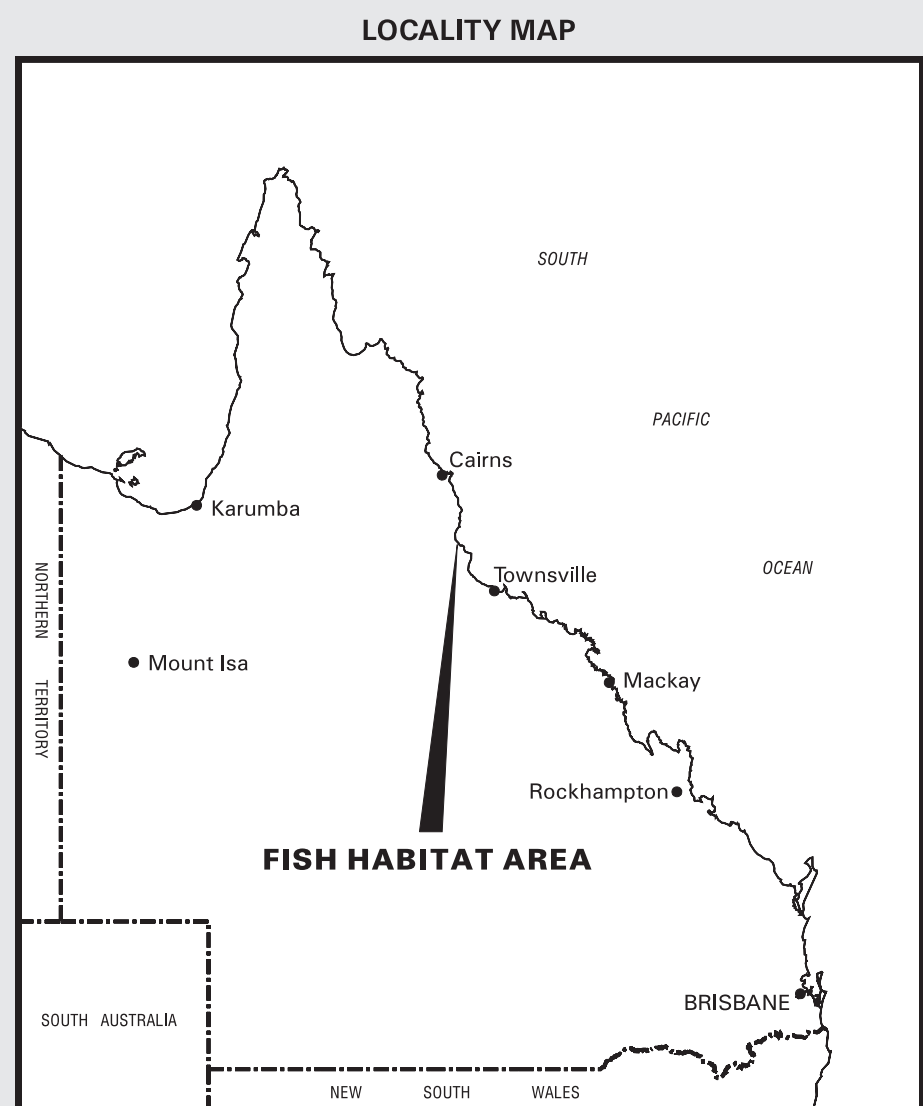 LOCALITY MAP
SOUTH
PACIFIC
Cairns
Karumba
OCEAN
Townsville
NORTHERN TERRITORY
Mount Isa
Mackay
Rockhampton
FISH HABITAT AREA
BRISBANE
SOUTH AUSTRALIA
NEW SOUTH WALES